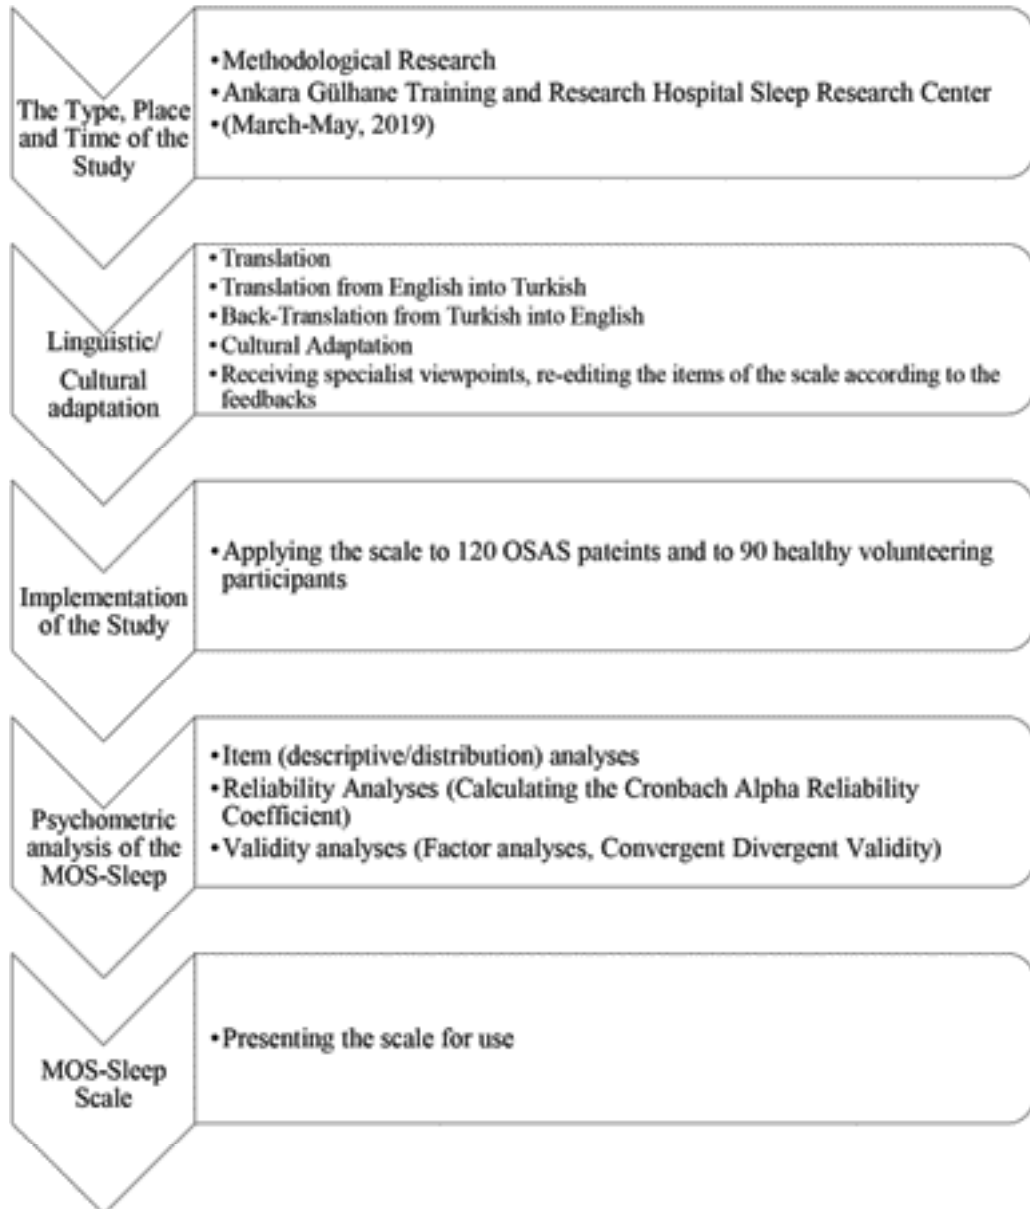 The Type, Place
and Time of the
Study
•Methodological Research
•Ankara Gülhane Training and Research Hospital Sleep Research Center
•(March-May, 2019)
Linguistic/
Cultural
adaptation
•Translation
•Translation from English into Turkish
•Back-Translation from Turkish into English
•Cultural Adaptation
•Receiving specialist viewpoints, re-editing the items of the scale according to the
feedbacks
Implementation
of the Study
•Applying the scale to 120 OSAS pateints and to 90 healthy volunteering
participants
Psychometric
analysis of the
MOS-Sleep
•Item (descriptive/distribution) analyses
•Reliability Analyses (Calculating the Cronbach Alpha Reliability
Coefficient)
•Validity analyses (Factor analyses, Convergent Divergent Validity)
MOS-Sleep
Scale
•Presenting the scale for use